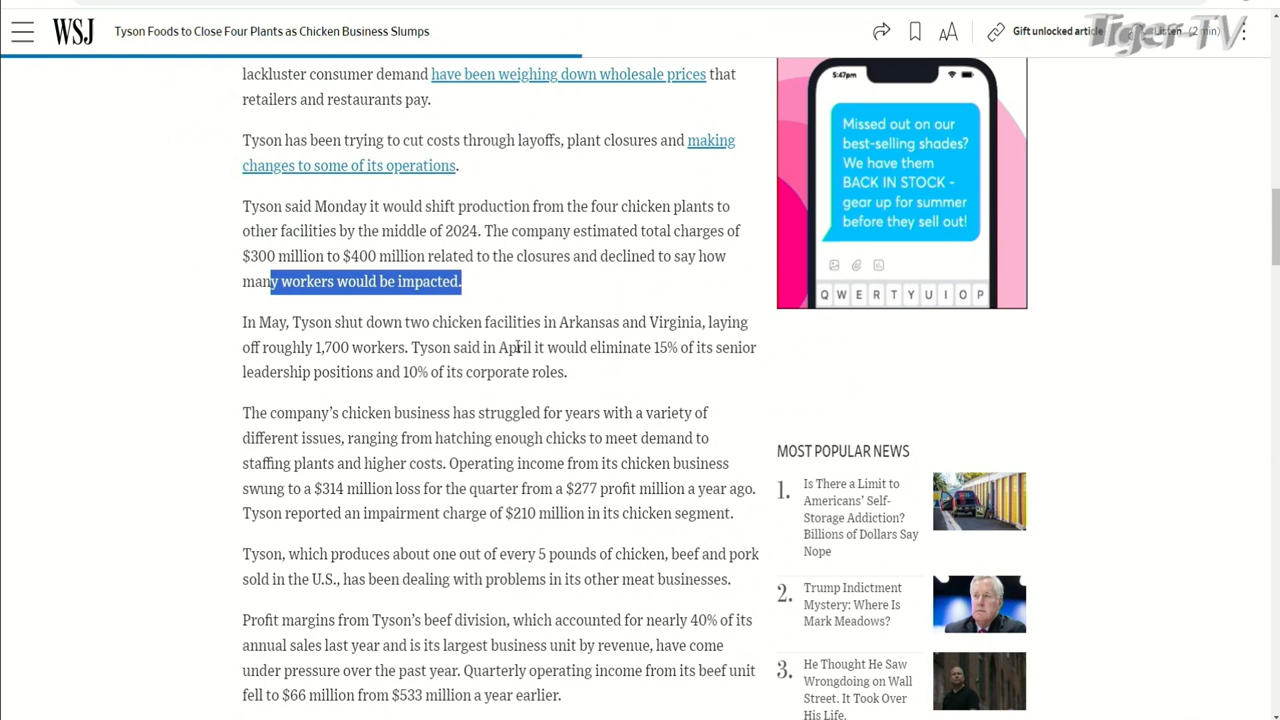 WSJ
Tyson Foods to Close Four Plants as Chicken Business Slumps
Gift unlocked article
Listen (2 min)
Tiger-TV
lackluster consumer demand have been weighing down wholesale prices that
retailers and restaurants pay.
Tyson has been trying to cut costs through layoffs, plant closures and making
changes to some of its operations.
Tyson said Monday it would shift production from the four chicken plants to
other facilities by the middle of 2024. The company estimated total charges of
$300 million to $400 million related to the closures and declined to say how
many workers would be impacted.
In May, Tyson shut down two chicken facilities in Arkansas and Virginia, laying
off roughly 1,700 workers. Tyson said in April it would eliminate 15% of its senior
leadership positions and 10% of its corporate roles.
The company’s chicken business has struggled for years with a variety of
different issues, ranging from hatching enough chicks to meet demand to
staffing plants and higher costs. Operating income from its chicken business
swung to a $314 million loss for the quarter from a $277 profit million a year ago.
Tyson reported an impairment charge of $210 million in its chicken segment.
Tyson, which produces about one out of every 5 pounds of chicken, beef and pork
sold in the U.S., has been dealing with problems in its other meat businesses.
Profit margins from Tyson’s beef division, which accounted for nearly 40% of its
annual sales last year and is its largest business unit by revenue, have come
under pressure over the past year. Quarterly operating income from its beef unit
fell to $66 million from $533 million a year earlier.
5:47pm
Missed out on our
best-selling shades?
We have them
BACK IN STOCK -
gear up for summer
before they sell out!
Q W E R T Y U I O P
MOST POPULAR NEWS
1.
Is There a Limit to
Americans’ Self-
Storage Addiction?
Billions of Dollars Say
Nope
2.
Trump Indictment
Mystery: Where Is
Mark Meadows?
3.
He Thought He Saw
Wrongdoing on Wall
Street. It Took Over
His Life.